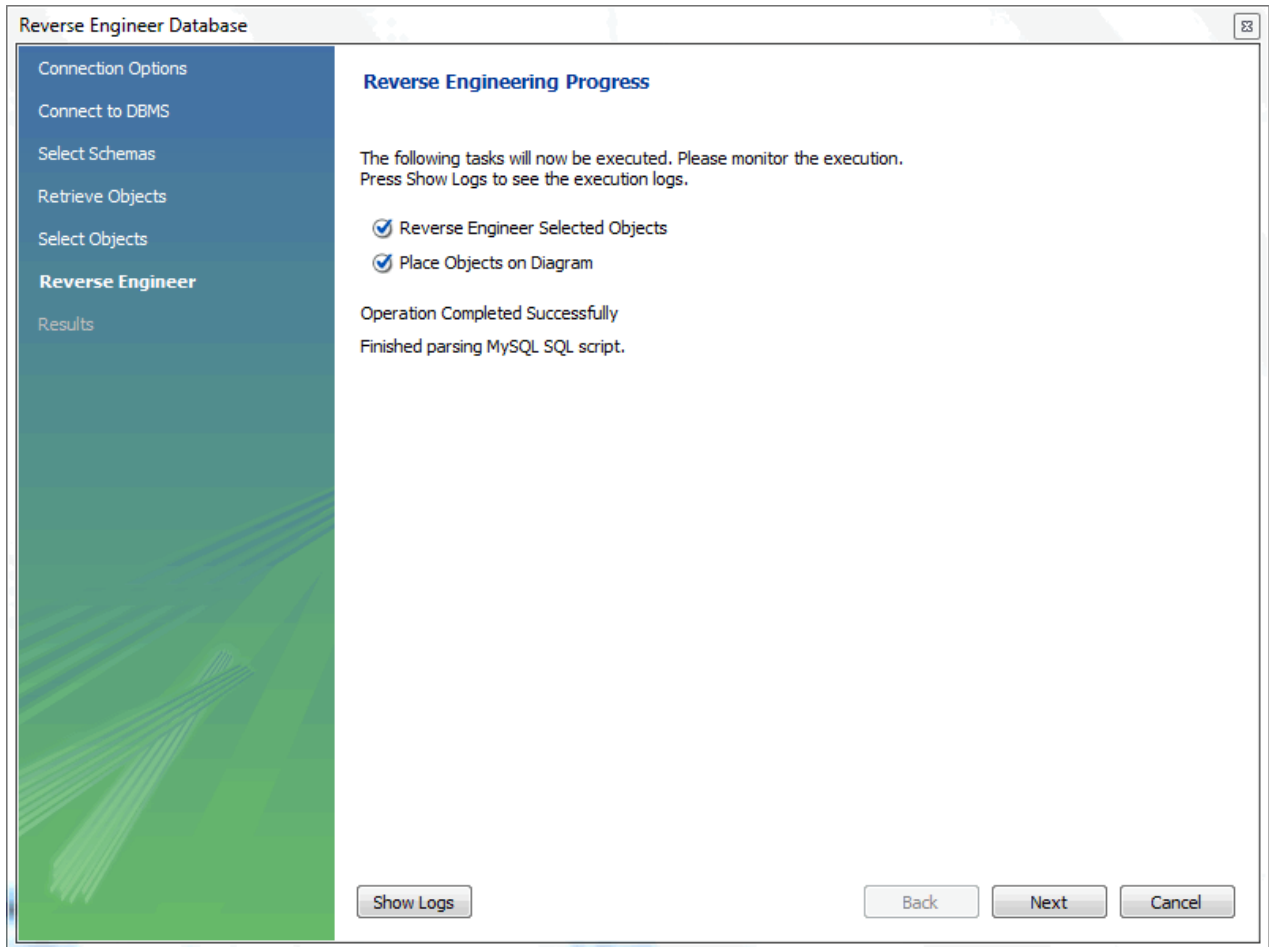 Reverse Engineer Database
Connection Options
Connect to DBMS
Select Schemas
Retrieve Objects
Select Objects
Reverse Engineer
Results
Reverse Engineering Progress
The following tasks will now be executed. Please monitor the execution.
Press Show Logs to see the execution logs.
Reverse Engineer Selected Objects
Place Objects on Diagram
Operation Completed Successfully
Finished parsing MySQL SQL script.
Show Logs
Back
Next
Cancel